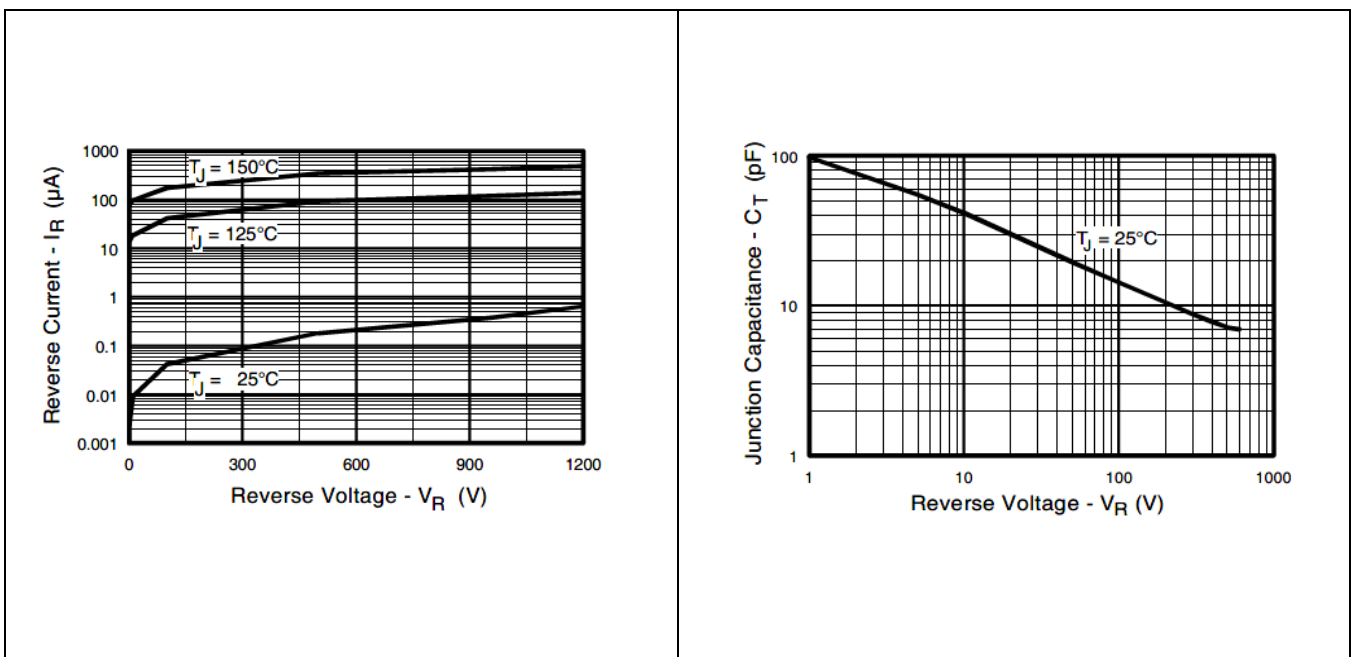 1000
100
10
1
0.1
0.01
0.001
Reverse Current - I_R (µA)
T_J = 150°C
T_J = 125°C
T_J = 25°C
0 300 600 900 1200
Reverse Voltage - V_R (V)
100
10
1
Junction Capacitance - C_T (pF)
T_J = 25°C
1 10 100 1000
Reverse Voltage - V_R (V)